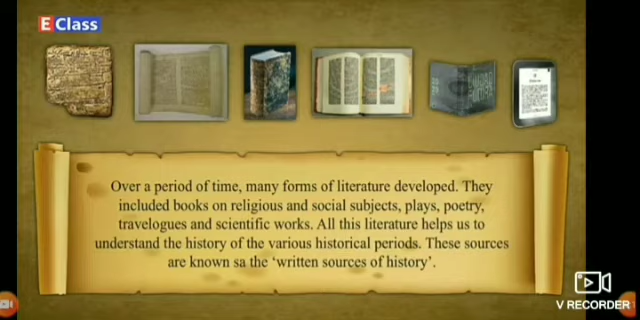 E Class
Over a period of time, many forms of literature developed. They
included books on religious and social subjects, plays, poetry,
travelogues and scientific works. All this literature helps us to
understand the history of the various historical periods. These sources
are known sa the ‘written sources of history’.
V RECORDER